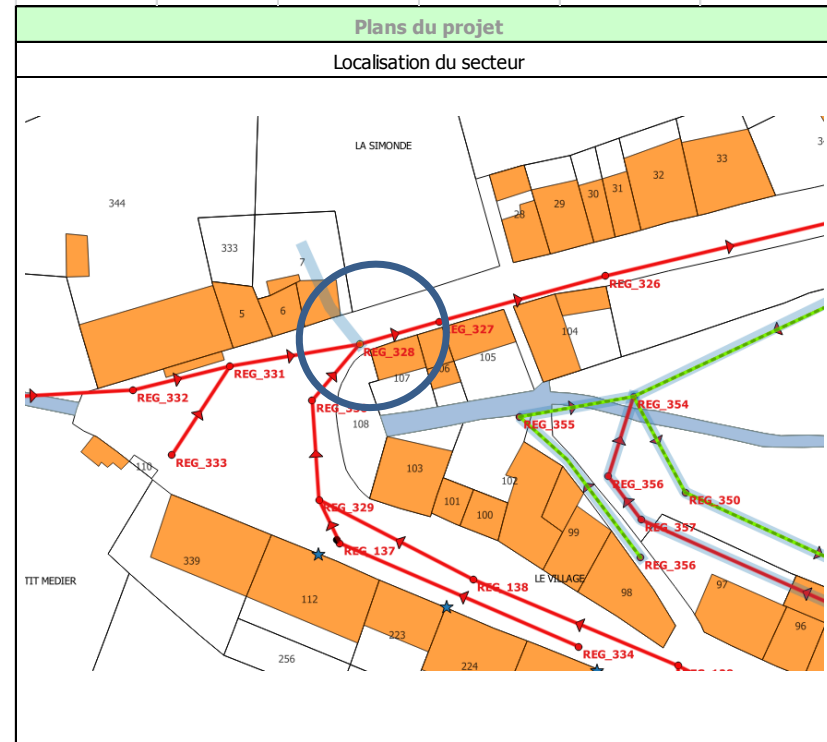 Plans du projet
Localisation du secteur
LA SIMONDE
33
32
344
31
30
29
28
333
7
REG_326
5
6
REG_327
104
REG_328
105
REG_331
106
107
REG_332
REG_354
108
REG_355
110
REG_333
103
102
REG_356
REG_350
101
100
REG_329
REG_357
99
REG_137
REG_356
339
TIT MEDIER
REG_138
LE VILLAGE
97
98
112
223
96
REG_334
256
224